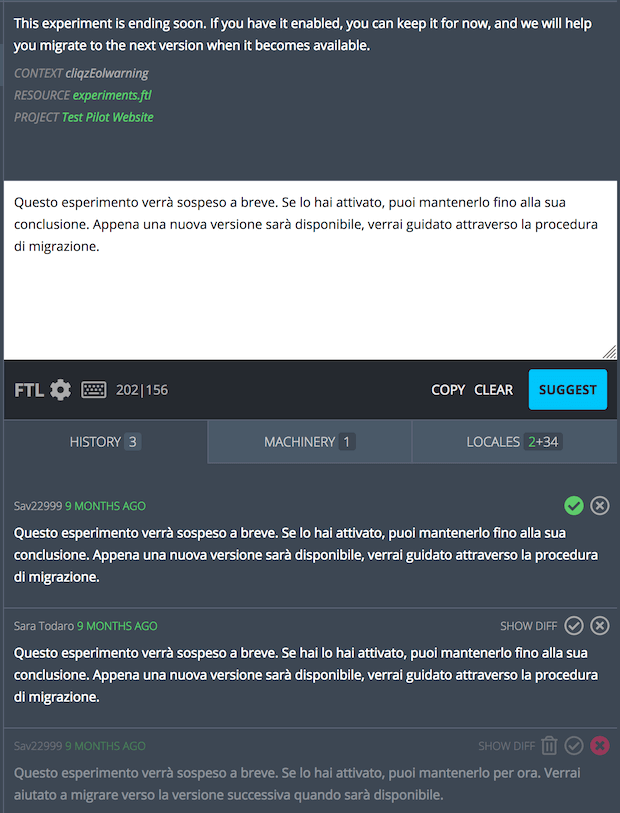 This experiment is ending soon. If you have it enabled, you can keep it for now, and we will help
you migrate to the next version when it becomes available.
CONTEXT cliqzEolwarning
RESOURCE experiments.ftl
PROJECT Test Pilot Website
Questo esperimento verrà sospeso a breve. Se lo hai attivato, puoi mantenerlo fino alla sua
conclusione. Appena una nuova versione sarà disponibile, verrai guidato attraverso la procedura
di migrazione.
FTL 202|156 COPY CLEAR SUGGEST
HISTORY 3 MACHINERY 1 LOCALES 2+34
Sav22999 9 MONTHS AGO
Questo esperimento verrà sospeso a breve. Se lo hai attivato, puoi mantenerlo fino alla sua
conclusione. Appena una nuova versione sarà disponibile, verrai guidato attraverso la procedura
di migrazione.
Sara Todaro 9 MONTHS AGO SHOW DIFF
Questo esperimento verrà sospeso a breve. Se hai lo hai attivato, puoi mantenerlo fino alla sua
conclusione. Appena una nuova versione sarà disponibile, verrai guidato attraverso la procedura
di migrazione.
Sav22999 9 MONTHS AGO SHOW DIFF
Questo esperimento verrà sospeso a breve. Se lo hai attivato, puoi mantenerlo per ora. Verrai
aiutato a migrare verso la versione successiva quando sarà disponibile.